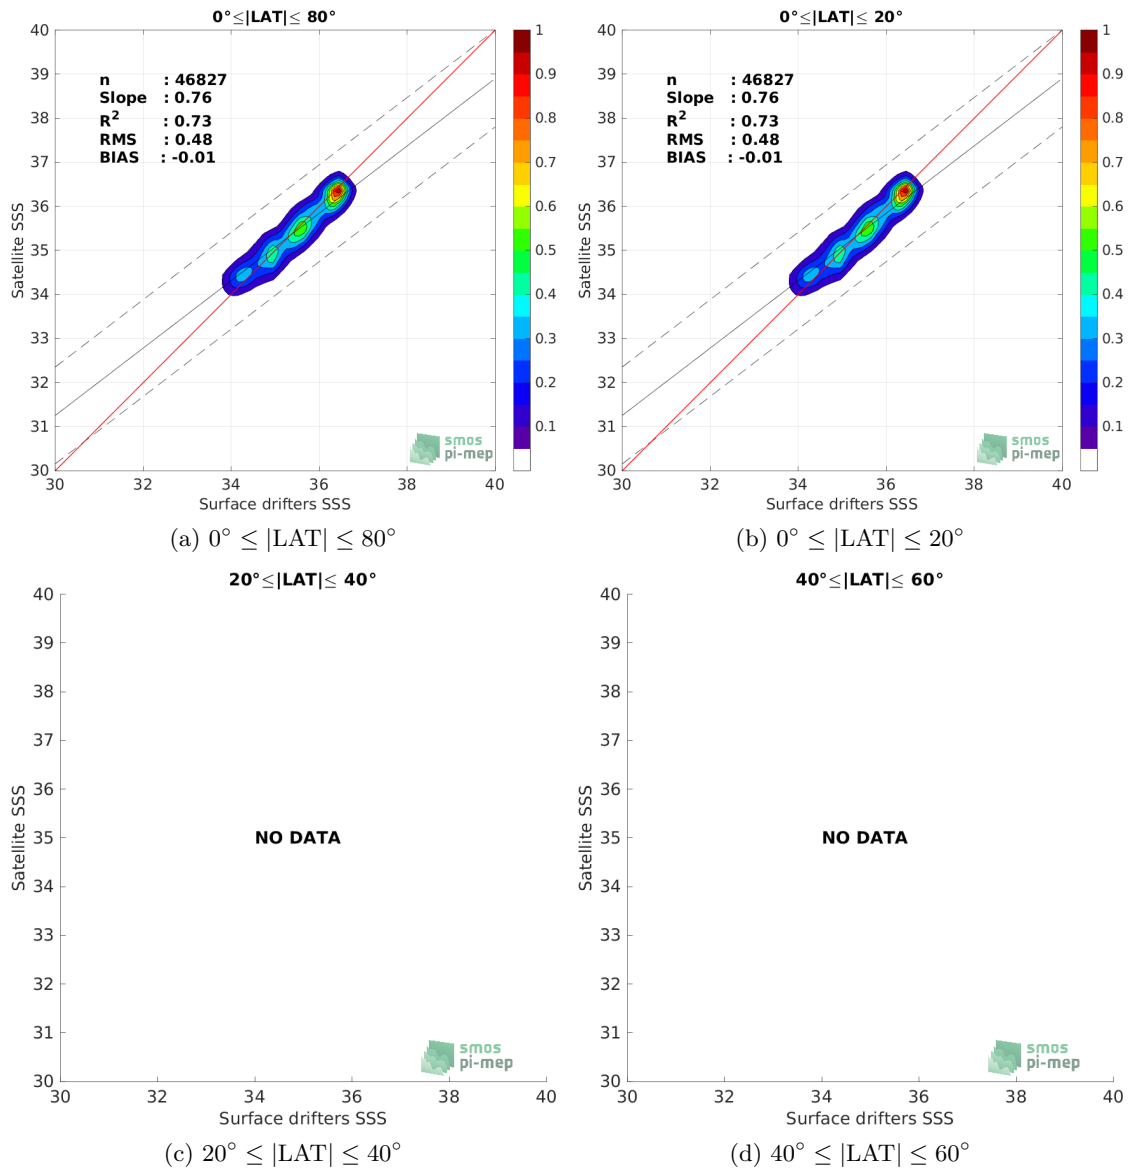 0°≤|LAT|≤ 80°
40
39
38
37
36
35
34
33
32
31
30
30
32
34
36
38
40
Satellite SSS
Surface drifters SSS
n : 46827
Slope : 0.76
R² : 0.73
RMS : 0.48
BIAS : -0.01
1
0.9
0.8
0.7
0.6
0.5
0.4
0.3
0.2
0.1
smos
pi-mep
(a) 0° ≤ |LAT| ≤ 80°
0°≤|LAT|≤ 20°
40
39
38
37
36
35
34
33
32
31
30
30
32
34
36
38
40
Satellite SSS
Surface drifters SSS
n : 46827
Slope : 0.76
R² : 0.73
RMS : 0.48
BIAS : -0.01
1
0.9
0.8
0.7
0.6
0.5
0.4
0.3
0.2
0.1
smos
pi-mep
(b) 0° ≤ |LAT| ≤ 20°
20°≤|LAT|≤ 40°
40
39
38
37
36
35
34
33
32
31
30
30
32
34
36
38
40
Satellite SSS
Surface drifters SSS
NO DATA
smos
pi-mep
(c) 20° ≤ |LAT| ≤ 40°
40°≤|LAT|≤ 60°
40
39
38
37
36
35
34
33
32
31
30
30
32
34
36
38
40
Satellite SSS
Surface drifters SSS
NO DATA
smos
pi-mep
(d) 40° ≤ |LAT| ≤ 60°